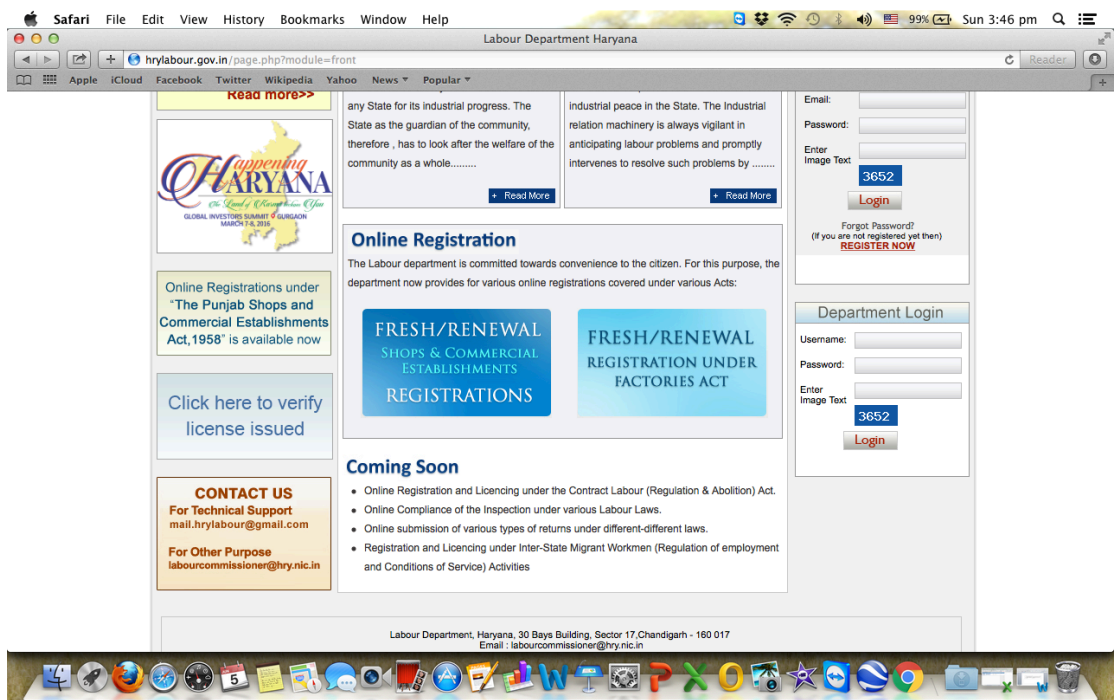 Safari File Edit View History Bookmarks Window Help
99% Sun 3:46 pm
Labour Department Haryana
hrylabour.gov.in/page.php?module=front
Reader
Apple iCloud Facebook Twitter Wikipedia Yahoo News Popular
Read more>>
Happening
HARYANA
GLOBAL INVESTORS SUMMIT GURGAON
MARCH 7-8, 2016
Online Registrations under
"The Punjab Shops and
Commercial Establishments
Act,1958" is available now
Click here to verify
license issued
CONTACT US
For Technical Support
mail.hrylabour@gmail.com
For Other Purpose
labourcommissioner@hry.nic.in
any State for its industrial progress. The
State as the guardian of the community,
therefore , has to look after the welfare of the
community as a whole.........
+ Read More
industrial peace in the State. The Industrial
relation machinery is always vigilant in
anticipating labour problems and promptly
intervenes to resolve such problems by ........
+ Read More
Online Registration
The Labour department is committed towards convenience to the citizen. For this purpose, the
department now provides for various online registrations covered under various Acts:
FRESH/RENEWAL
SHOPS & COMMERCIAL
ESTABLISHMENTS
REGISTRATIONS
FRESH/RENEWAL
REGISTRATION UNDER
FACTORIES ACT
Coming Soon
• Online Registration and Licencing under the Contract Labour (Regulation & Abolition) Act.
• Online Compliance of the Inspection under various Labour Laws.
• Online submission of various types of returns under different-different laws.
• Registration and Licencing under Inter-State Migrant Workmen (Regulation of employment
and Conditions of Service) Activities
Email:
Password:
Enter
Image Text
3652
Login
Forgot Password?
(If you are not registered yet then)
REGISTER NOW
Department Login
Username:
Password:
Enter
Image Text
3652
Login
Labour Department, Haryana, 30 Bays Building, Sector 17,Chandigarh - 160 017
Email : labourcommissioner@hry.nic.in
5